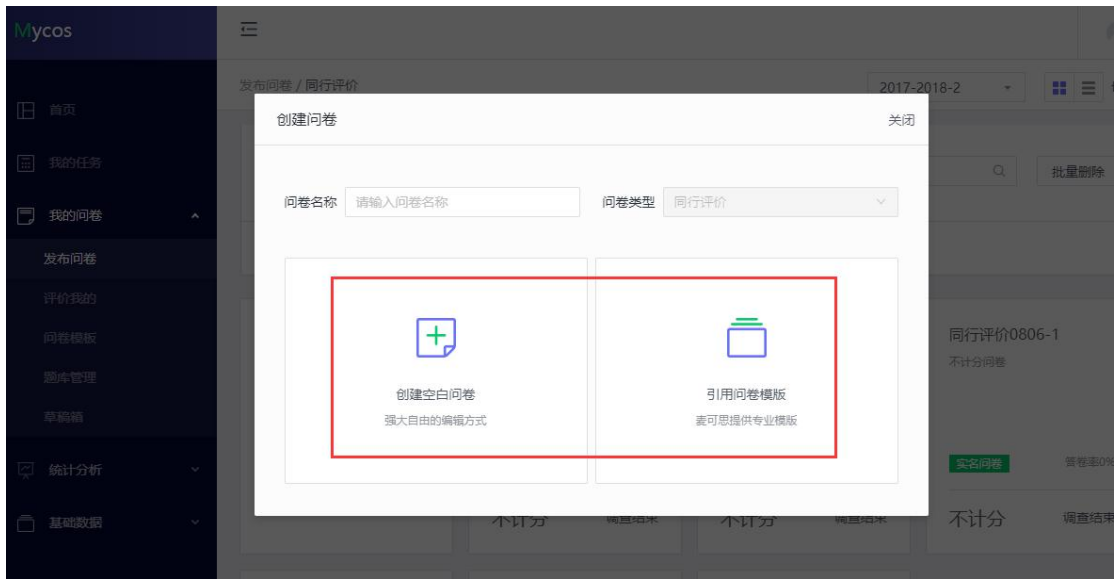 Mycos
发布问卷 / 同行评价
2017-2018-2
首页
我的任务
我的问卷
发布问卷
评价我的
问卷模板
题库管理
草稿箱
统计分析
基础数据
批量删除
创建问卷
关闭
问卷名称
请输入问卷名称
问卷类型
同行评价
创建空白问卷
强大自由的编辑方式
引用问卷模版
麦可思提供专业模版
同行评价0806-1
不计分问卷
实名问卷
答卷率0%
不计分
调查结果
不计分
调查结果
不计分
调查结果